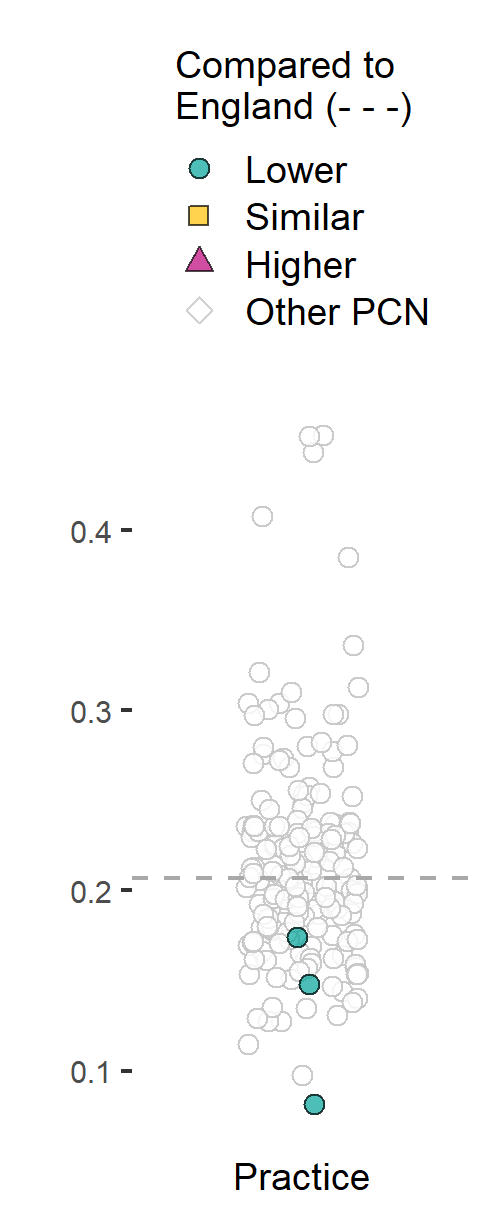 Compared to
England (- - -)
Lower
Similar
Higher
Other PCN
0.4
0.3
0.2
0.1
Practice